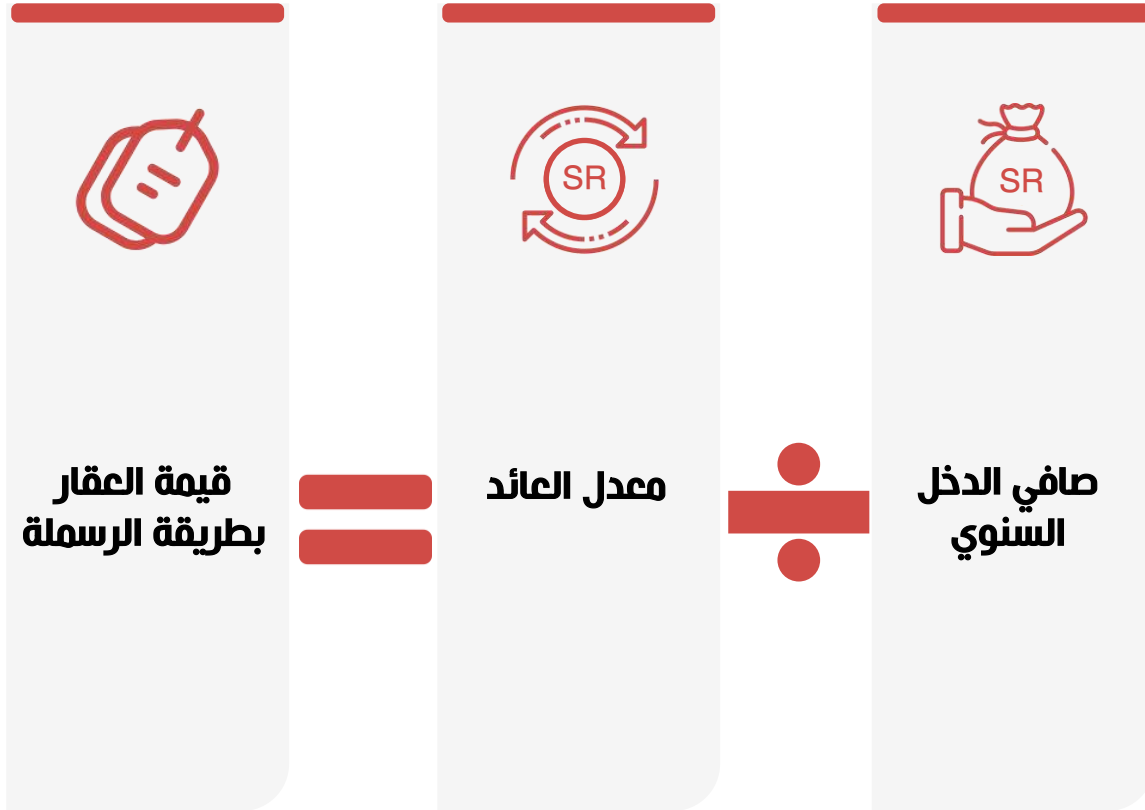 SR
صافي الدخل
السنوي
÷
SR
معدل العائد
=
قيمة العقار
بطريقة الرسملة